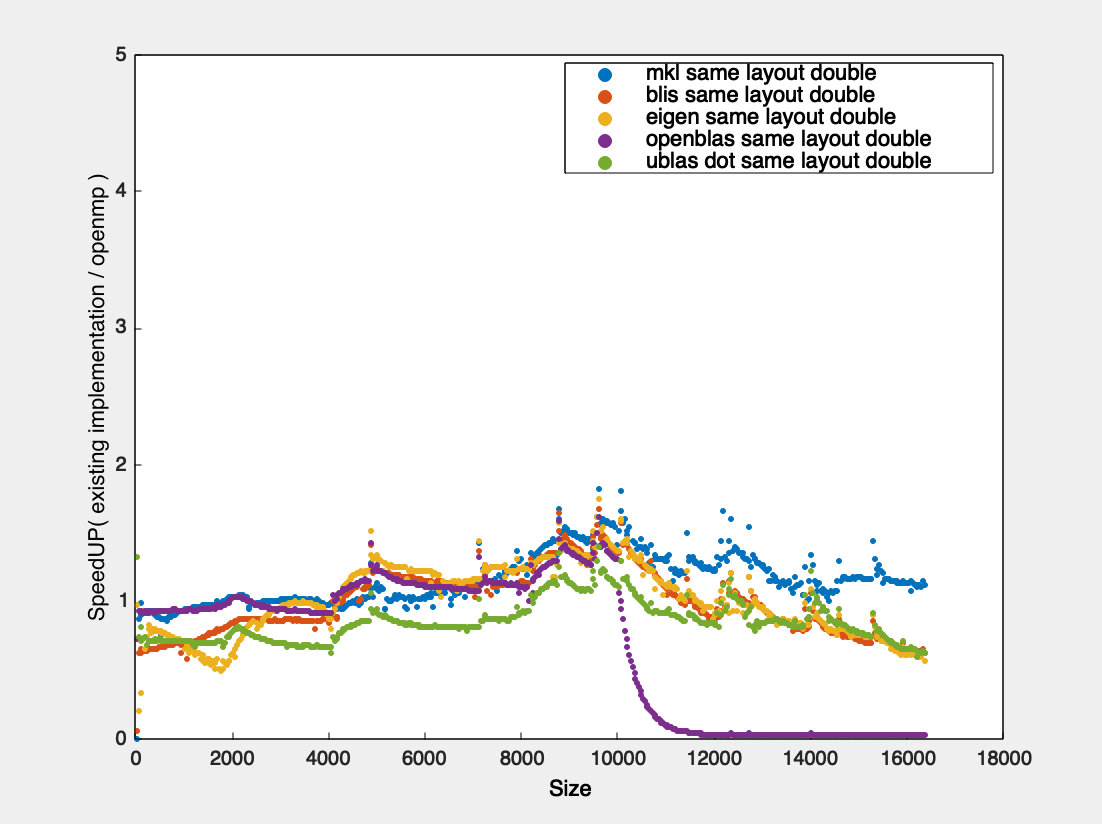 5
4
3
2
1
0
SpeedUP( existing implementation / openmp )
mkl same layout double
blis same layout double
eigen same layout double
openblas same layout double
ublas dot same layout double
0 2000 4000 6000 8000 10000 12000 14000 16000 18000
Size